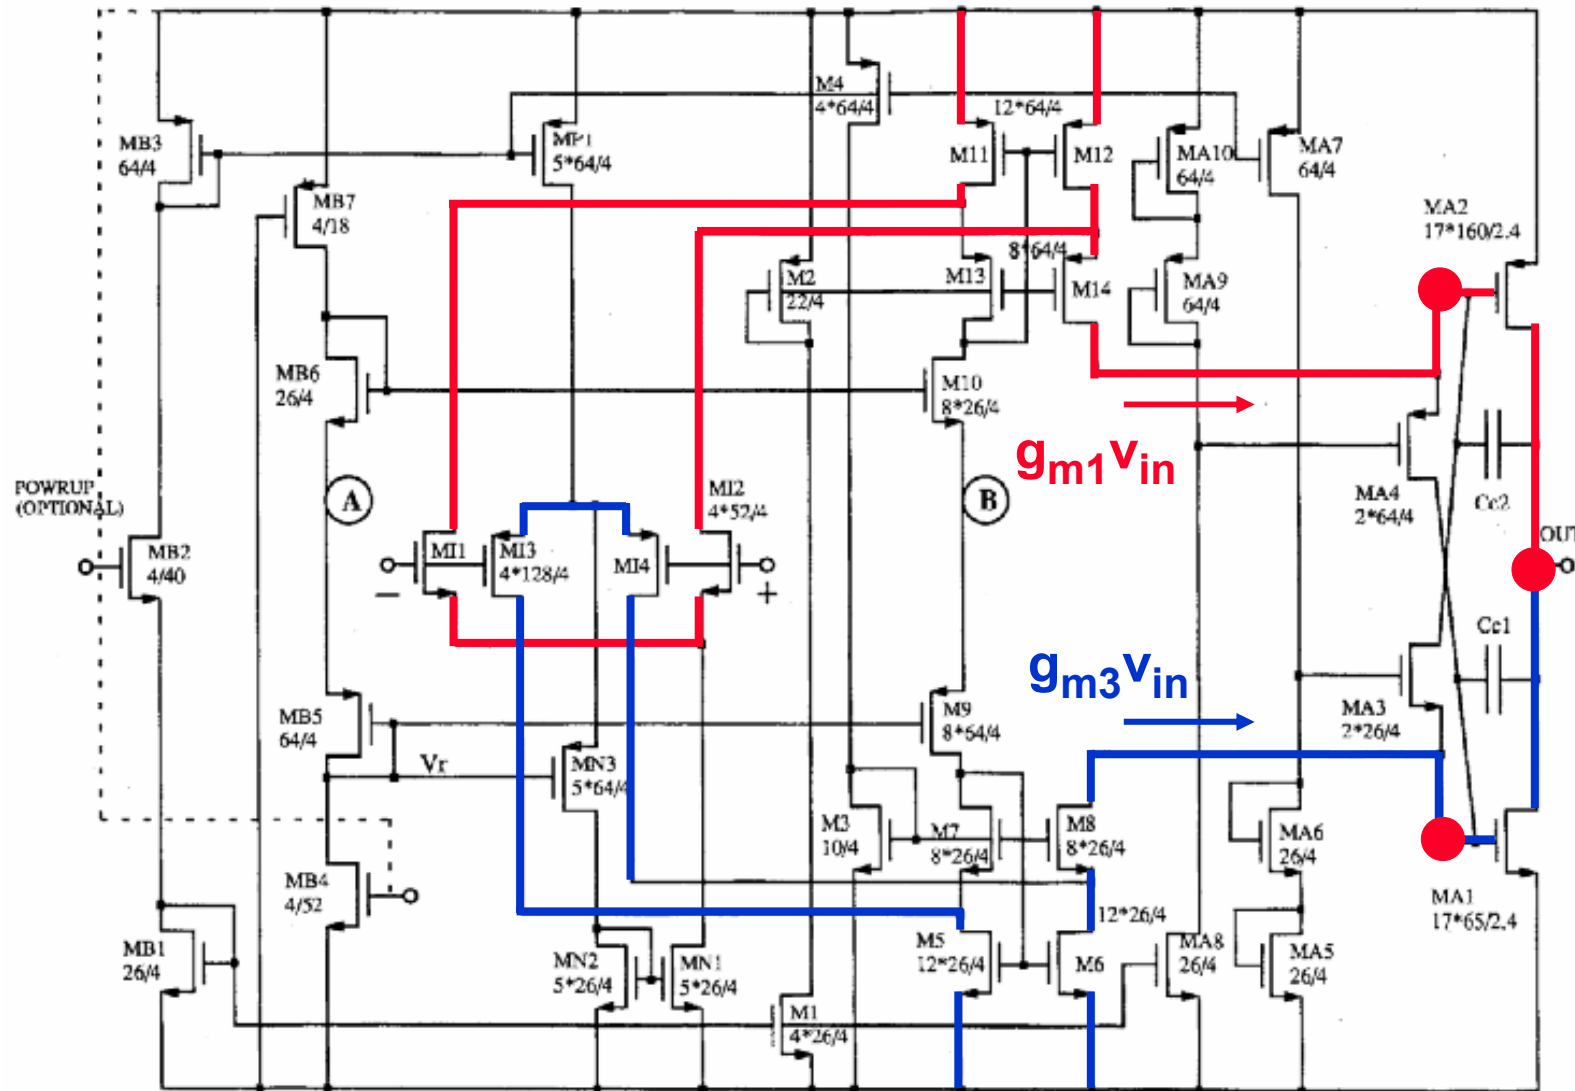 M4
4*64/4
12*64/4
MB3
64/4
MP1
5*64/4
M11
M12
MA10
64/4
MA7
64/4
MB7
4/18
MA2
17*160/2.4
8*64/4
M2
22/4
M13
M14
MA9
64/4
MB6
26/4
M10
8*26/4
gm1vin
POWRUP
(OPTIONAL)
A
MI2
4*52/4
B
MA4
2*64/4
Cc2
OUT
MB2
4/40
MI1
MI3
4*128/4
MI4
−
+
Cc1
gm3vin
MB5
64/4
M9
8*64/4
MA3
2*26/4
Vr
MN3
5*64/4
M3
10/4
M7
8*26/4
M8
8*26/4
MA6
26/4
MB4
4/52
MA1
17*65/2.4
12*26/4
MB1
26/4
MN2
5*26/4
MN1
5*26/4
M5
12*26/4
M6
MA8
26/4
MA5
26/4
M1
4*26/4